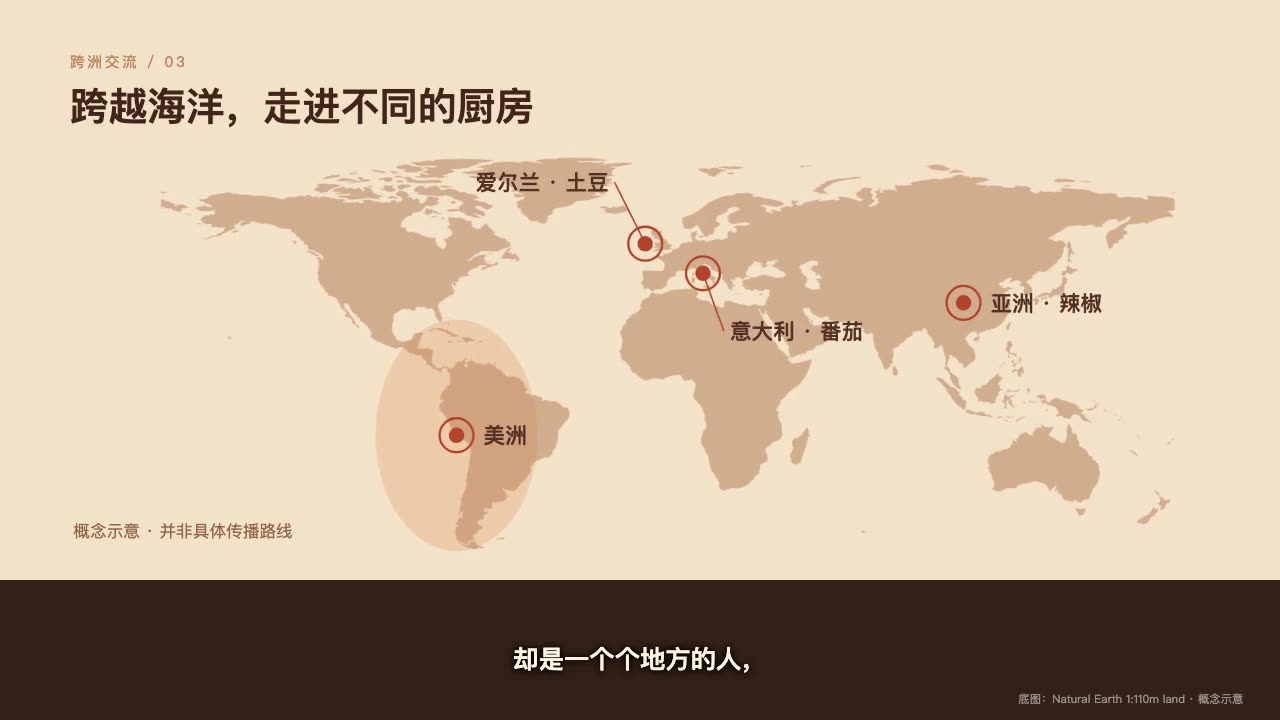 跨洲交流 / 03
跨越海洋，走进不同的厨房
爱尔兰 · 土豆
意大利 · 番茄
亚洲 · 辣椒
美洲
概念示意 · 并非具体传播路线
却是一个个地方的人，
底图：Natural Earth 1:110m land · 概念示意